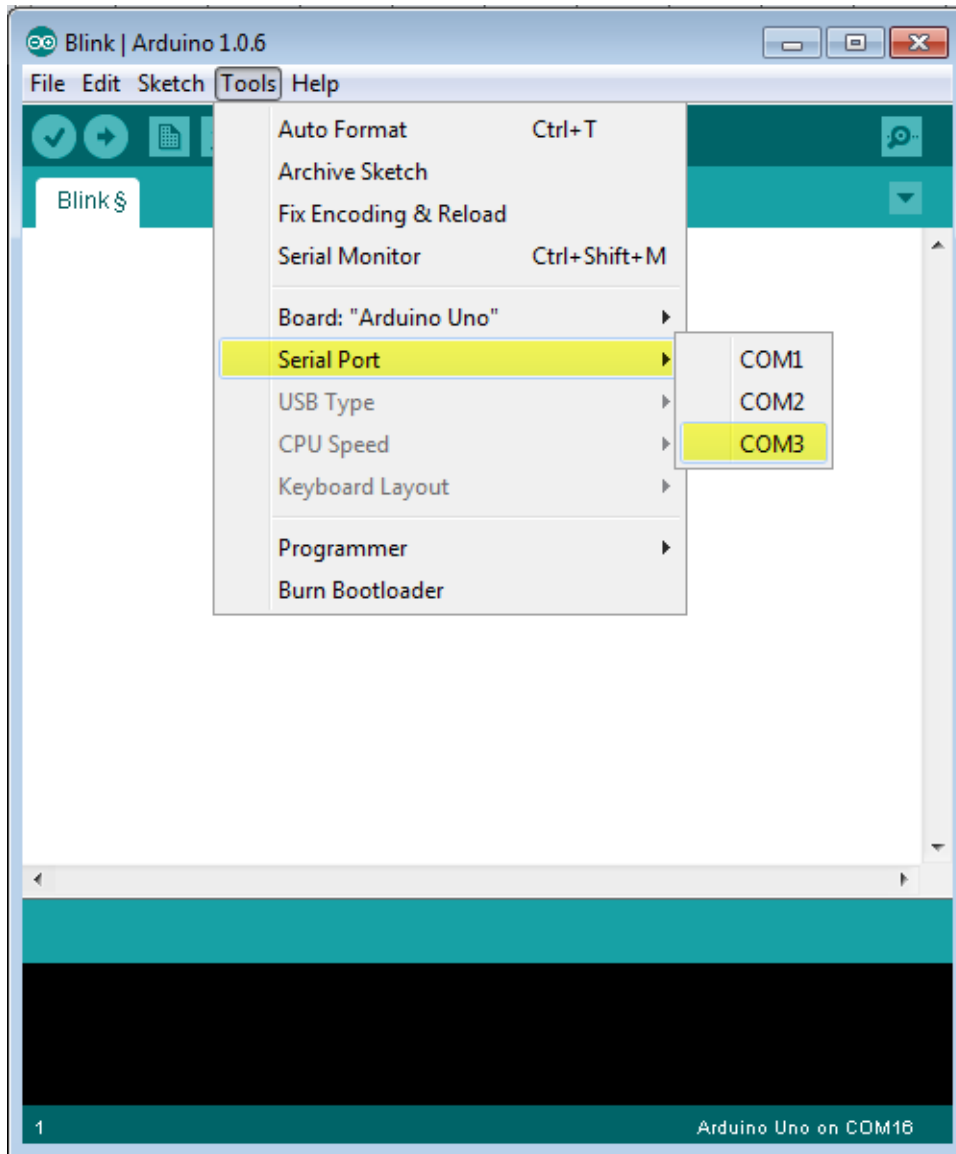 Blink | Arduino 1.0.6
File Edit Sketch Tools Help
Auto Format Ctrl+T
Archive Sketch
Blink §
Fix Encoding & Reload
Serial Monitor Ctrl+Shift+M
Board: "Arduino Uno"
Serial Port
COM1
USB Type
COM2
CPU Speed
COM3
Keyboard Layout
Programmer
Burn Bootloader
1 Arduino Uno on COM16